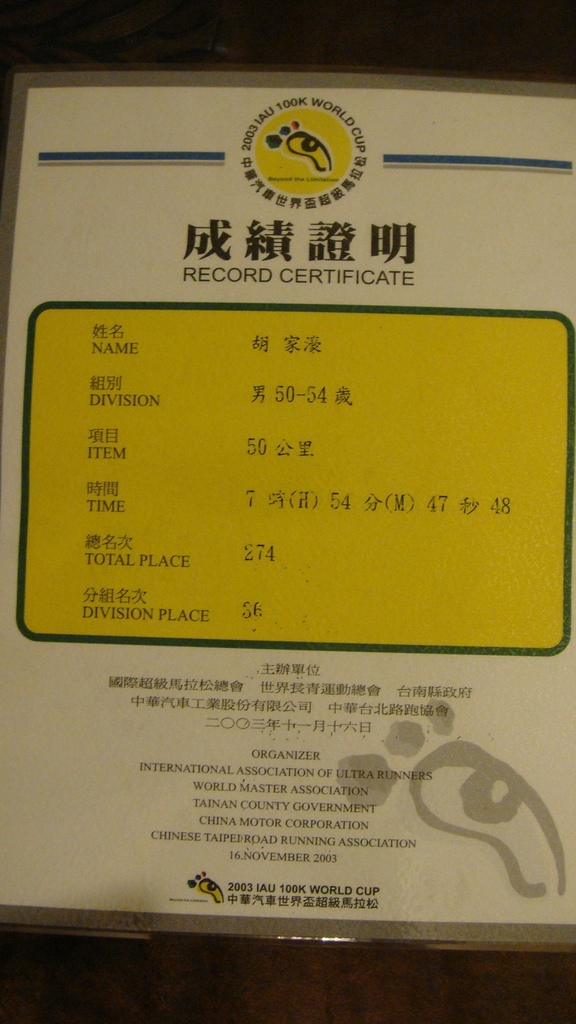 2003 IAU 100K WORLD CUP
Beyond the Limitation
中華汽車世界盃超級馬拉松
成績證明
RECORD CERTIFICATE
姓名 胡 家濠
NAME
組別 男 50-54 歲
DIVISION
項目 50 公里
ITEM
時間 7 時(H) 54 分(M) 47 秒 48
TIME
總名次 274
TOTAL PLACE
分組名次 36
DIVISION PLACE
主辦單位
國際超級馬拉松總會 世界長青運動總會 台南縣政府
中華汽車工業股份有限公司 中華台北路跑協會
二〇〇三年十一月十六日
ORGANIZER
INTERNATIONAL ASSOCIATION OF ULTRA RUNNERS
WORLD MASTER ASSOCIATION
TAINAN COUNTY GOVERNMENT
CHINA MOTOR CORPORATION
CHINESE TAIPEI ROAD RUNNING ASSOCIATION
16.NOVEMBER 2003
Beyond the Limitation
2003 IAU 100K WORLD CUP
中華汽車世界盃超級馬拉松